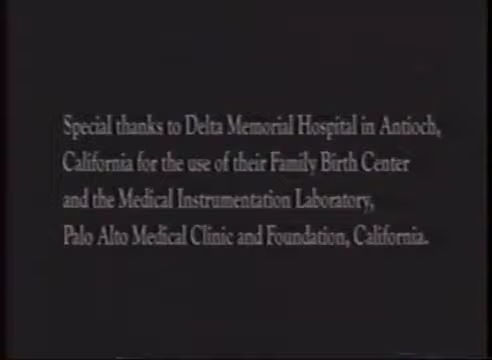 Special thanks to Delta Memorial Hospital in Antioch,
California for the use of their Family Birth Center
and the Medical Instrumentation Laboratory,
Palo Alto Medical Clinic and Foundation, California.